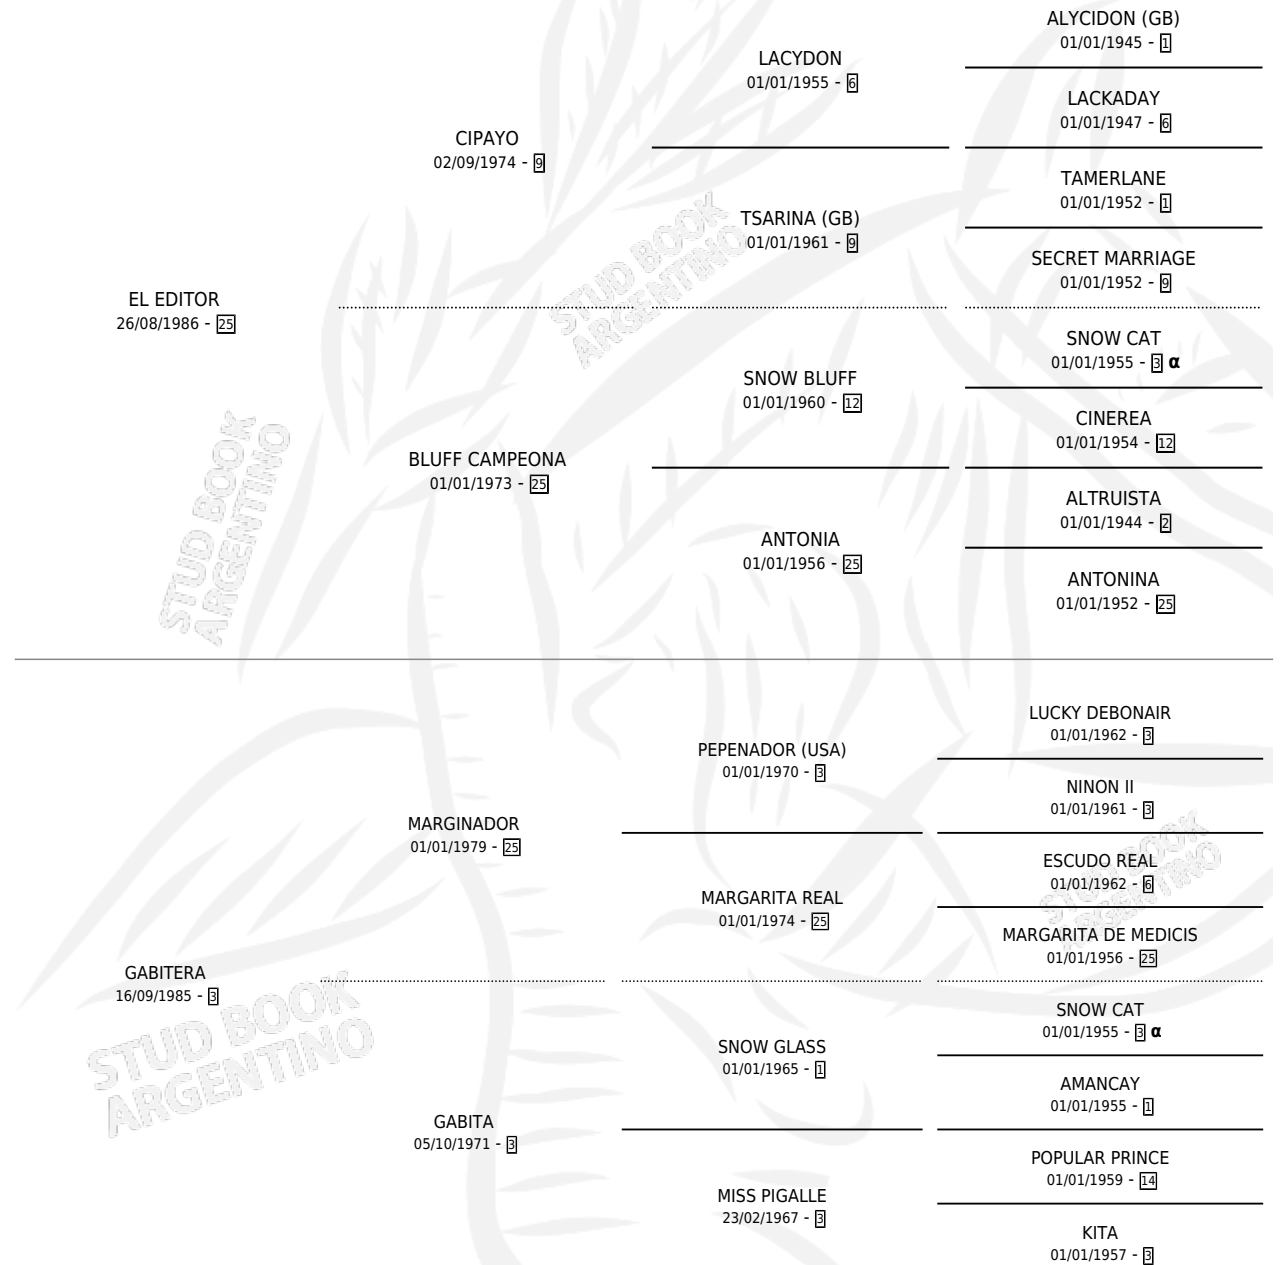 ALYCIDON (GB)
01/01/1945 - 1
LACYDON
01/01/1955 - 6
LACKADAY
01/01/1947 - 6
CIPAYO
02/09/1974 - 9
TAMERLANE
01/01/1952 - 1
TSARINA (GB)
01/01/1961 - 9
SECRET MARRIAGE
01/01/1952 - 9
EL EDITOR
26/08/1986 - 25
SNOW CAT
01/01/1955 - 3 α
SNOW BLUFF
01/01/1960 - 12
CINEREA
01/01/1954 - 12
BLUFF CAMPEONA
01/01/1973 - 25
ALTRUISTA
01/01/1944 - 2
ANTONIA
01/01/1956 - 25
ANTONINA
01/01/1952 - 25
LUCKY DEBONAIR
01/01/1962 - 3
PEPENADOR (USA)
01/01/1970 - 3
NINON II
01/01/1961 - 3
MARGINADOR
01/01/1979 - 25
ESCUDO REAL
01/01/1962 - 6
MARGARITA REAL
01/01/1974 - 25
MARGARITA DE MEDICIS
01/01/1956 - 25
GABITERA
16/09/1985 - 3
SNOW CAT
01/01/1955 - 3 α
SNOW GLASS
01/01/1965 - 1
AMANCAY
01/01/1955 - 1
GABITA
05/10/1971 - 3
POPULAR PRINCE
01/01/1959 - 14
MISS PIGALLE
23/02/1967 - 3
KITA
01/01/1957 - 3
STUD BOOK
ARGENTINO
STUD BOOK
ARGENTINO
STUD BOOK
ARGENTINO
STUD BOOK
ARGENTINO